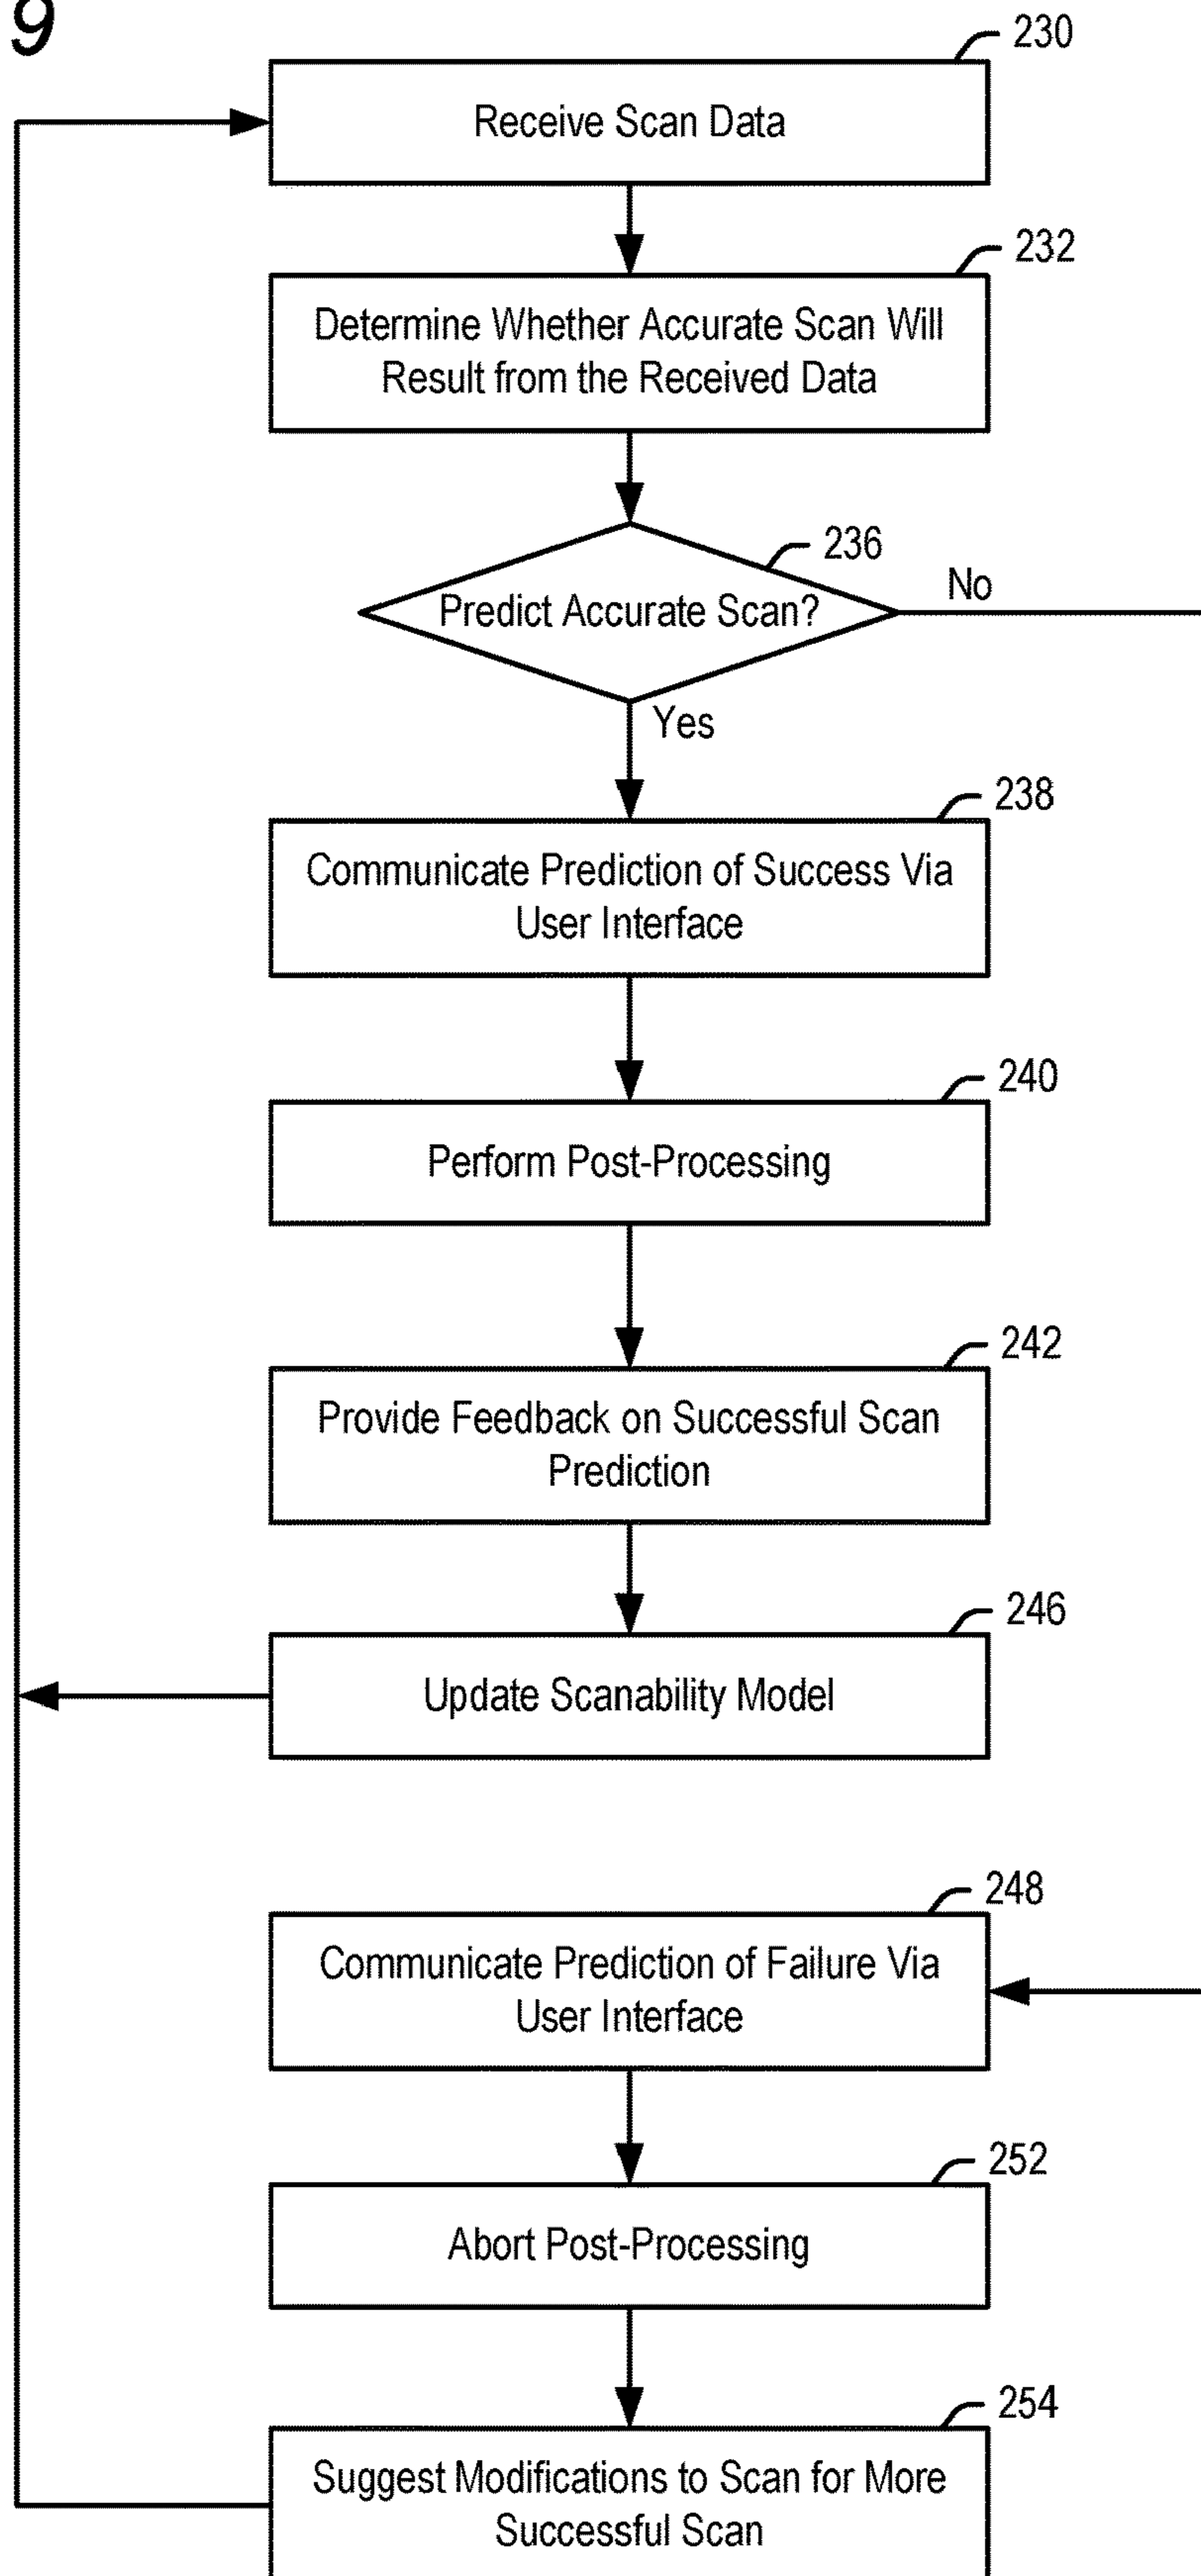 9
230
Receive Scan Data
232
Determine Whether Accurate Scan Will
Result from the Received Data
236
Predict Accurate Scan?
No
Yes
238
Communicate Prediction of Success Via
User Interface
240
Perform Post-Processing
242
Provide Feedback on Successful Scan
Prediction
246
Update Scanability Model
248
Communicate Prediction of Failure Via
User Interface
252
Abort Post-Processing
254
Suggest Modifications to Scan for More
Successful Scan